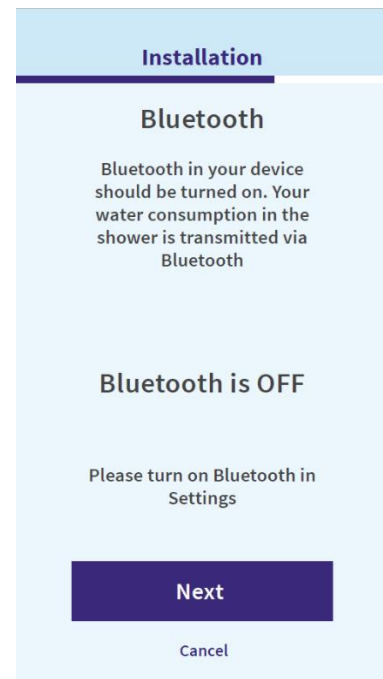 Installation
Bluetooth
Bluetooth in your device
should be turned on. Your
water consumption in the
shower is transmitted via
Bluetooth
Bluetooth is OFF
Please turn on Bluetooth in
Settings
Next
Cancel